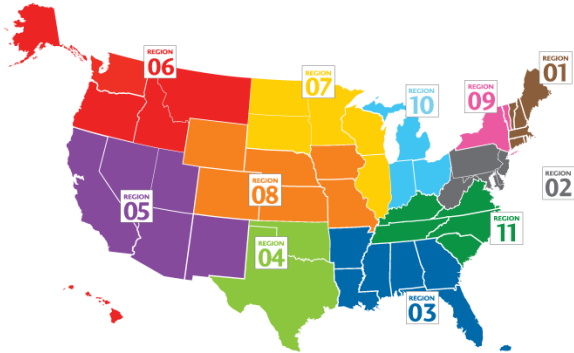 REGION
01
REGION
06
REGION
07
REGION
10
REGION
09
REGION
02
REGION
08
REGION
05
REGION
11
REGION
04
REGION
03